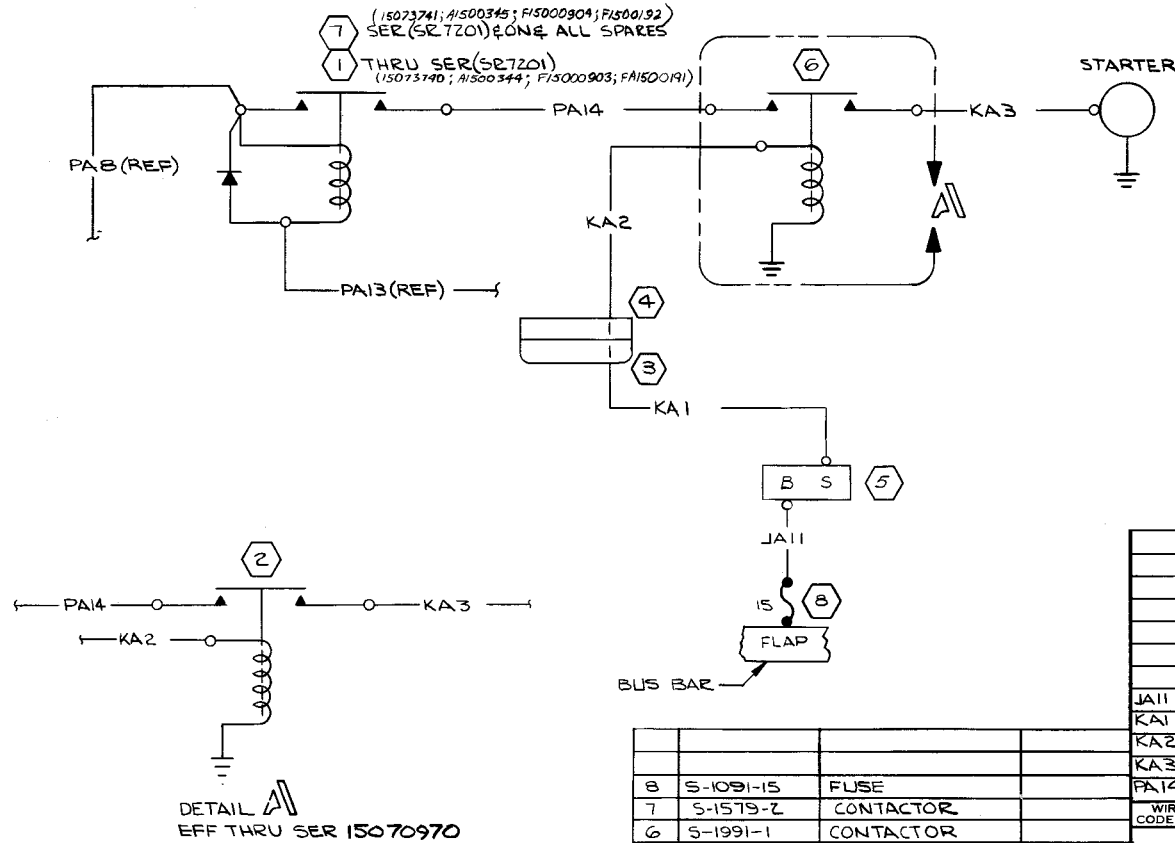 (15073741; A1500345; F15000904; F1500192)
7 SER (SR7201) & ON & ALL SPARES
1 THRU SER (SR7201)
(15073740; A1500344; F15000903; FA1500191)
6
STARTER
PA14
KA3
PA8 (REF)
A
KA2
PA13 (REF)
4
3
KA1
B S
5
JA11
15
8
FLAP
BUS BAR
2
PA14
KA3
KA2
DETAIL A
EFF THRU SER 15070970
8 S-1091-15 FUSE
7 S-1579-2 CONTACTOR
6 S-1991-1 CONTACTOR
JA11
KA1
KA2
KA3
PA14
WIR
CODE